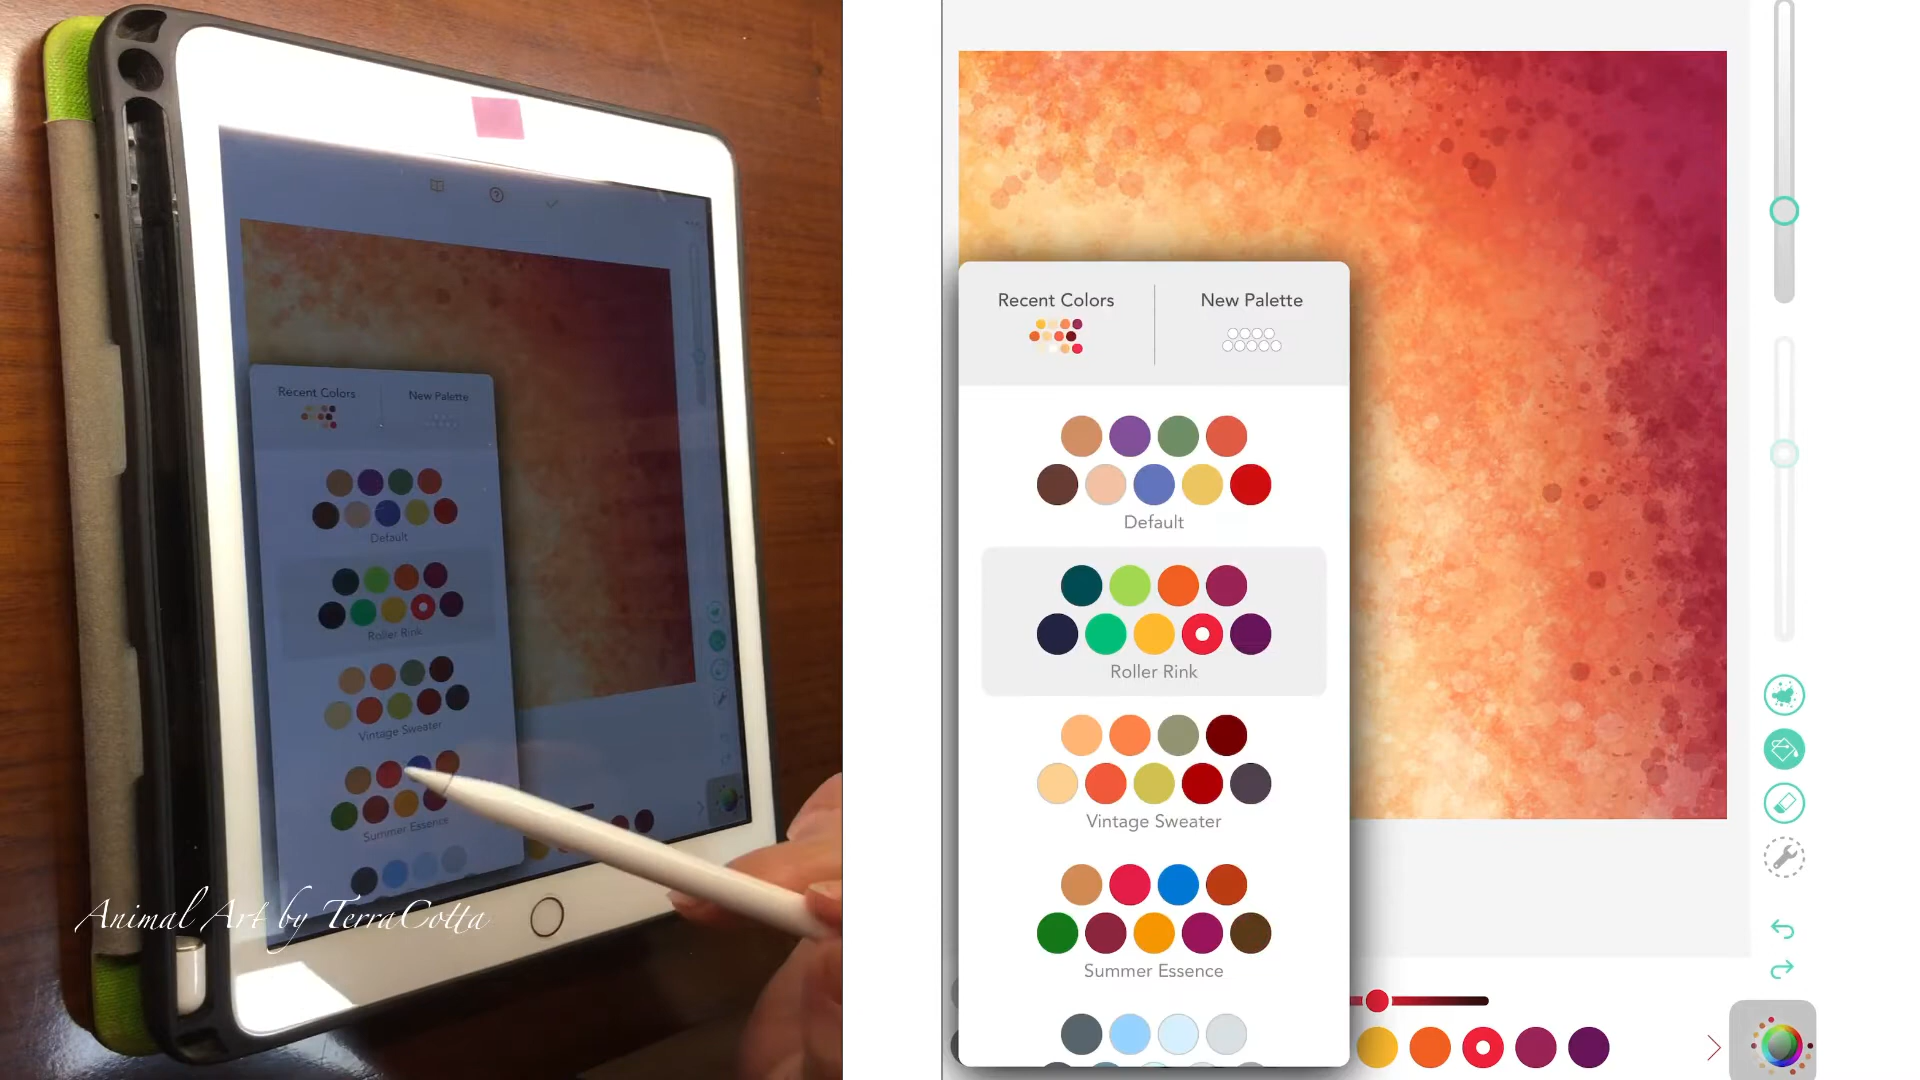 Recent Colors
New Palette
Default
Roller Rink
Vintage Sweater
Summer Essence
Animal Art by TerraCotta
Recent Colors
New Palette
Default
Roller Rink
Vintage Sweater
Summer Essence